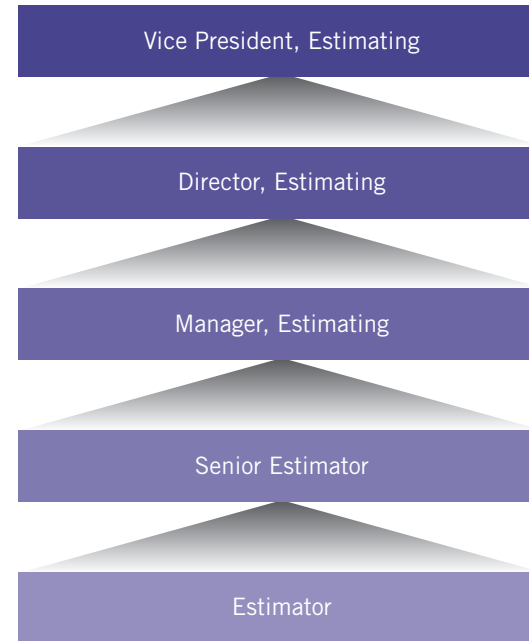 Vice President, Estimating
Director, Estimating
Manager, Estimating
Senior Estimator
Estimator